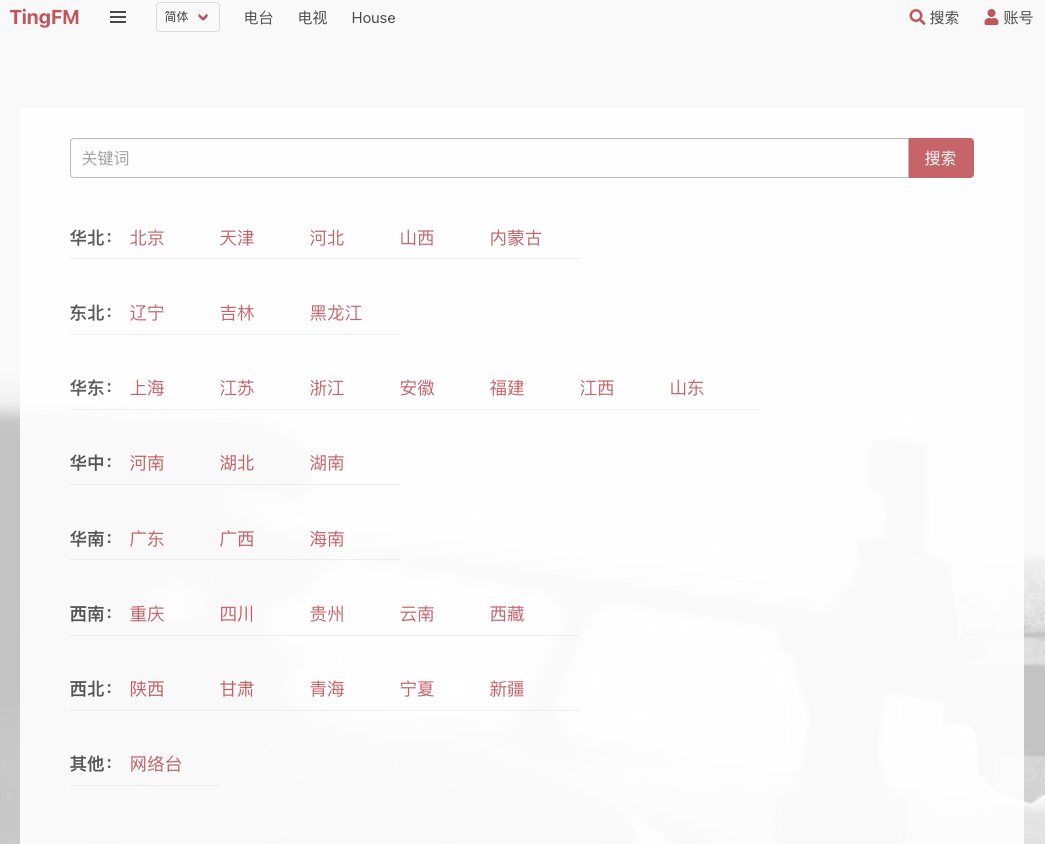 TingFM 简体 电台 电视 House 搜索 账号
关键词 搜索
华北： 北京 天津 河北 山西 内蒙古
东北： 辽宁 吉林 黑龙江
华东： 上海 江苏 浙江 安徽 福建 江西 山东
华中： 河南 湖北 湖南
华南： 广东 广西 海南
西南： 重庆 四川 贵州 云南 西藏
西北： 陕西 甘肃 青海 宁夏 新疆
其他： 网络台